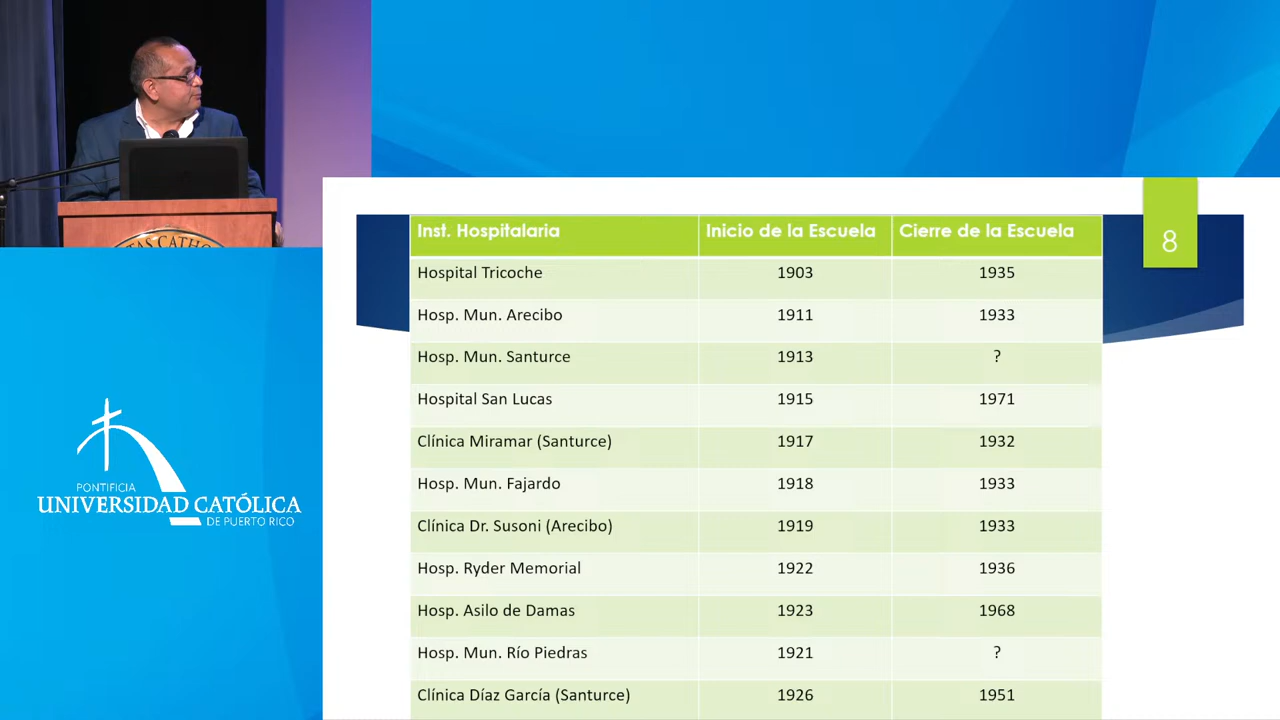 TAS CATHO
PONTIFICIA
UNIVERSIDAD CATÓLICA
DE PUERTO RICO
8
Inst. Hospitalaria Inicio de la Escuela Cierre de la Escuela
Hospital Tricoche 1903 1935
Hosp. Mun. Arecibo 1911 1933
Hosp. Mun. Santurce 1913 ?
Hospital San Lucas 1915 1971
Clínica Miramar (Santurce) 1917 1932
Hosp. Mun. Fajardo 1918 1933
Clínica Dr. Susoni (Arecibo) 1919 1933
Hosp. Ryder Memorial 1922 1936
Hosp. Asilo de Damas 1923 1968
Hosp. Mun. Río Piedras 1921 ?
Clínica Díaz García (Santurce) 1926 1951